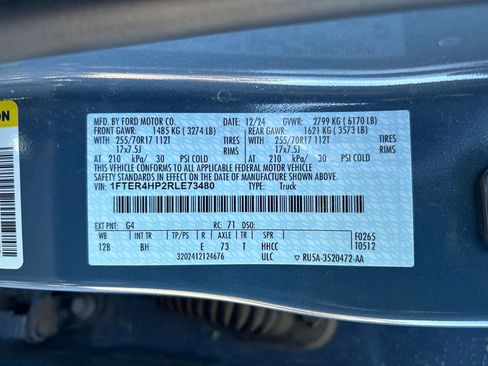 MFD. BY FORD MOTOR CO. 12/24 GVWR: 2799 KG ( 6170 LB)
FRONT GAWR: 1485 KG ( 3274 LB) REAR GAWR: 1621 KG ( 3573 LB)
WITH TIRES WITH TIRES
255/70R17 112T RIMS 255/70R17 112T RIMS
17x7.5J 17x7.5J
AT 210 kPa/ 30 PSI COLD AT 210 kPa/ 30 PSI COLD
THIS VEHICLE CONFORMS TO ALL APPLICABLE FEDERAL MOTOR VEHICLE
SAFETY STANDARDS IN EFFECT ON THE DATE OF MANUFACTURE SHOWN ABOVE.
VIN: 1FTER4HP2RLE73480 TYPE: Truck
EXT PNT: G4 RC: 71 DSO: F0265
WB INT TR TP/PS R AXLE TR SPR T0512
128 BH E 73 T HHCC
3202412124676 ULC ▽ RU5A-3520472-AA